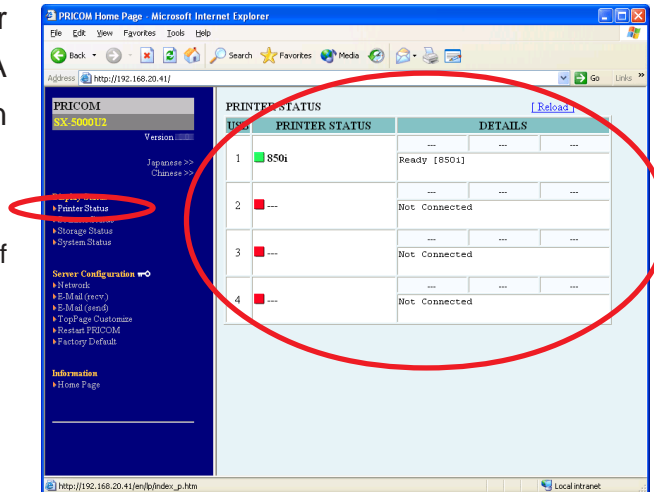 r
A
n
f
PRICOM Home Page - Microsoft Internet Explorer
File Edit View Favorites Tools Help
Back Search Favorites Media
Address http://192.168.20.41/ Go Links »
PRICOM
SX-5000U2
Version
Japanese >>
Chinese >>
Printer Status
Storage Status
System Status
Server Configuration
Network
E-Mail (recv.)
E-Mail (send)
TopPage Customize
Restart PRICOM
Factory Default
Information
Home Page
PRINTER STATUS [ Reload ]
USB PRINTER STATUS DETAILS
--- --- ---
1 850i Ready [850i]
--- --- ---
2 --- Not Connected
--- --- ---
3 --- Not Connected
--- --- ---
4 --- Not Connected
http://192.168.20.41/en/lp/index_p.htm Local intranet